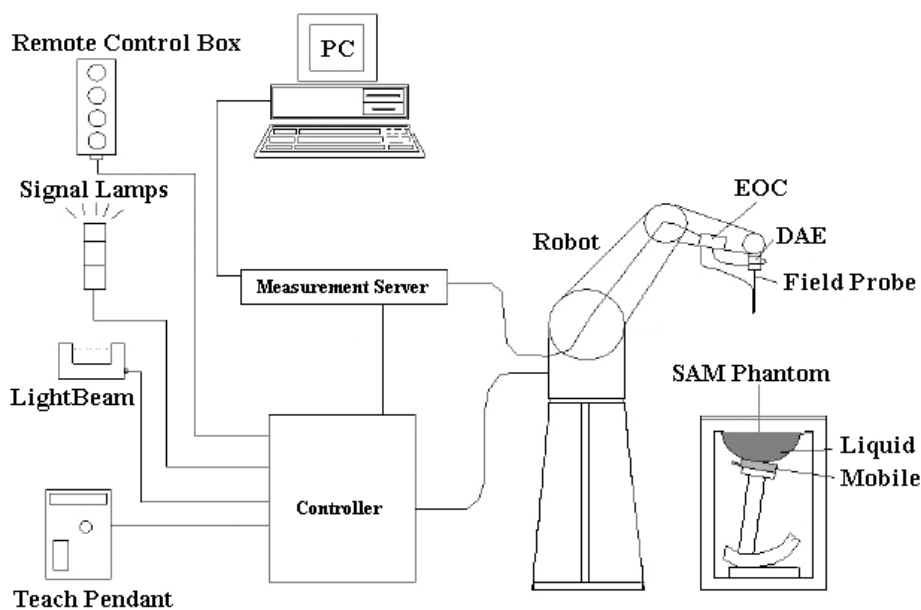 Remote Control Box
PC
Signal Lamps
EOC
Robot
DAE
Measurement Server
Field Probe
SAM Phantom
LightBeam
Liquid
Mobile
Controller
Teach Pendant